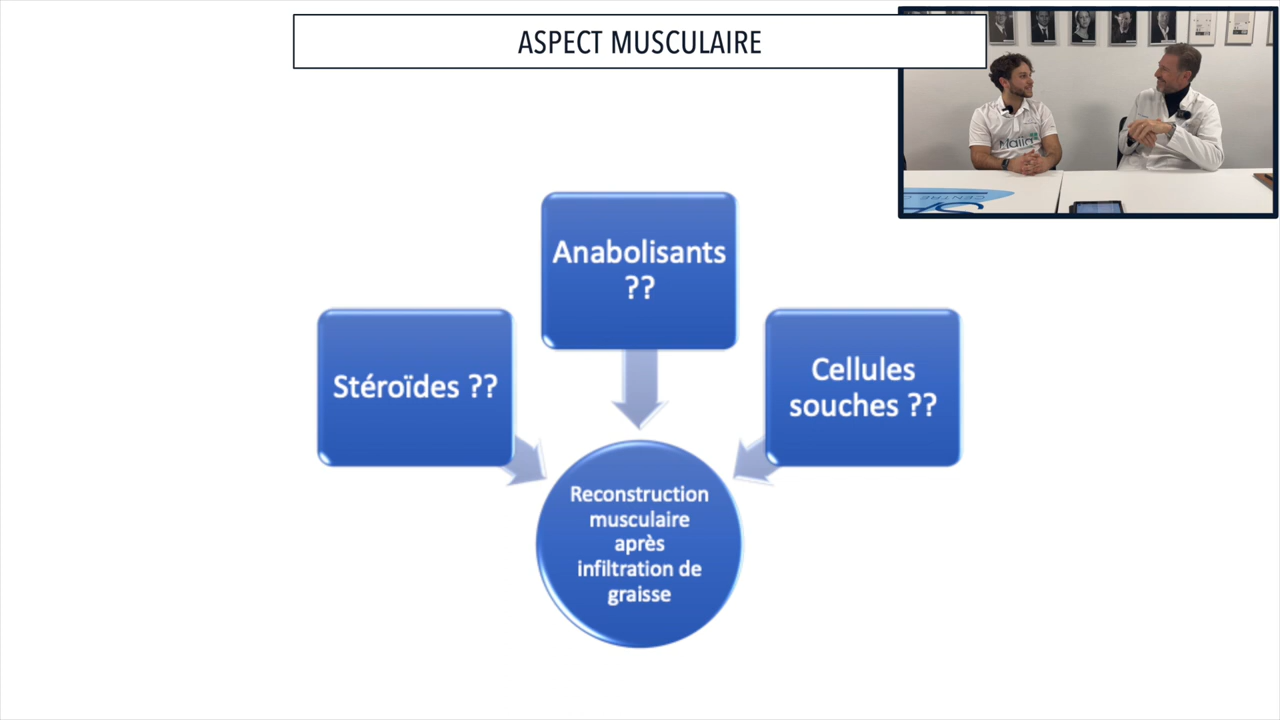 ASPECT MUSCULAIRE
Anabolisants
??
Stéroïdes ??
Cellules
souches ??
Reconstruction
musculaire
après
infiltration de
graisse